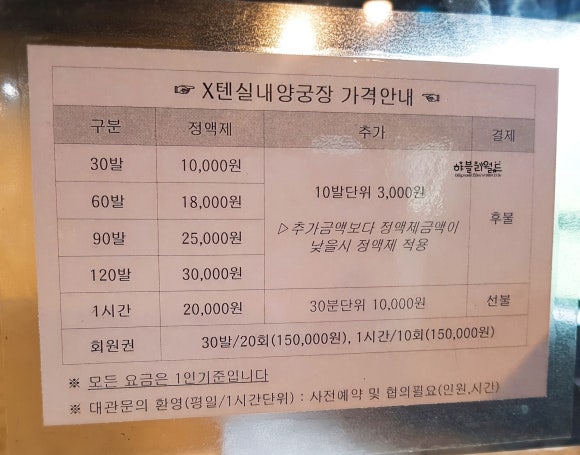 ☞ X텐실내양궁장 가격안내 ☜
구분 정액제 추가 결제
30발 10,000원
60발 18,000원
90발 25,000원
120발 30,000원
10발단위 3,000원
▷추가금액보다 정액제금액이
낮을시 정액제 적용
후불
1시간 20,000원 30분단위 10,000원 선불
회원권 30발/20회(150,000원), 1시간/10회(150,000원)
※ 모든 요금은 1인기준입니다
※ 대관문의 환영(평일/1시간단위) : 사전예약 및 협의필요(인원,시간)